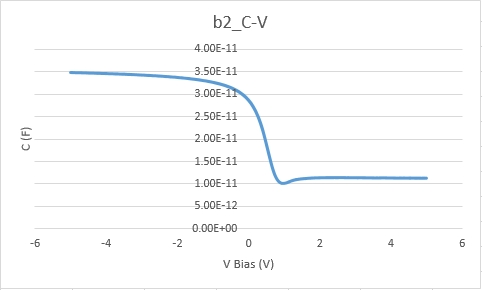 b2_C-V
4.00E-11
3.50E-11
3.00E-11
2.50E-11
2.00E-11
1.50E-11
1.00E-11
5.00E-12
0.00E+00
C (F)
-6 -4 -2 0 2 4 6
V Bias (V)